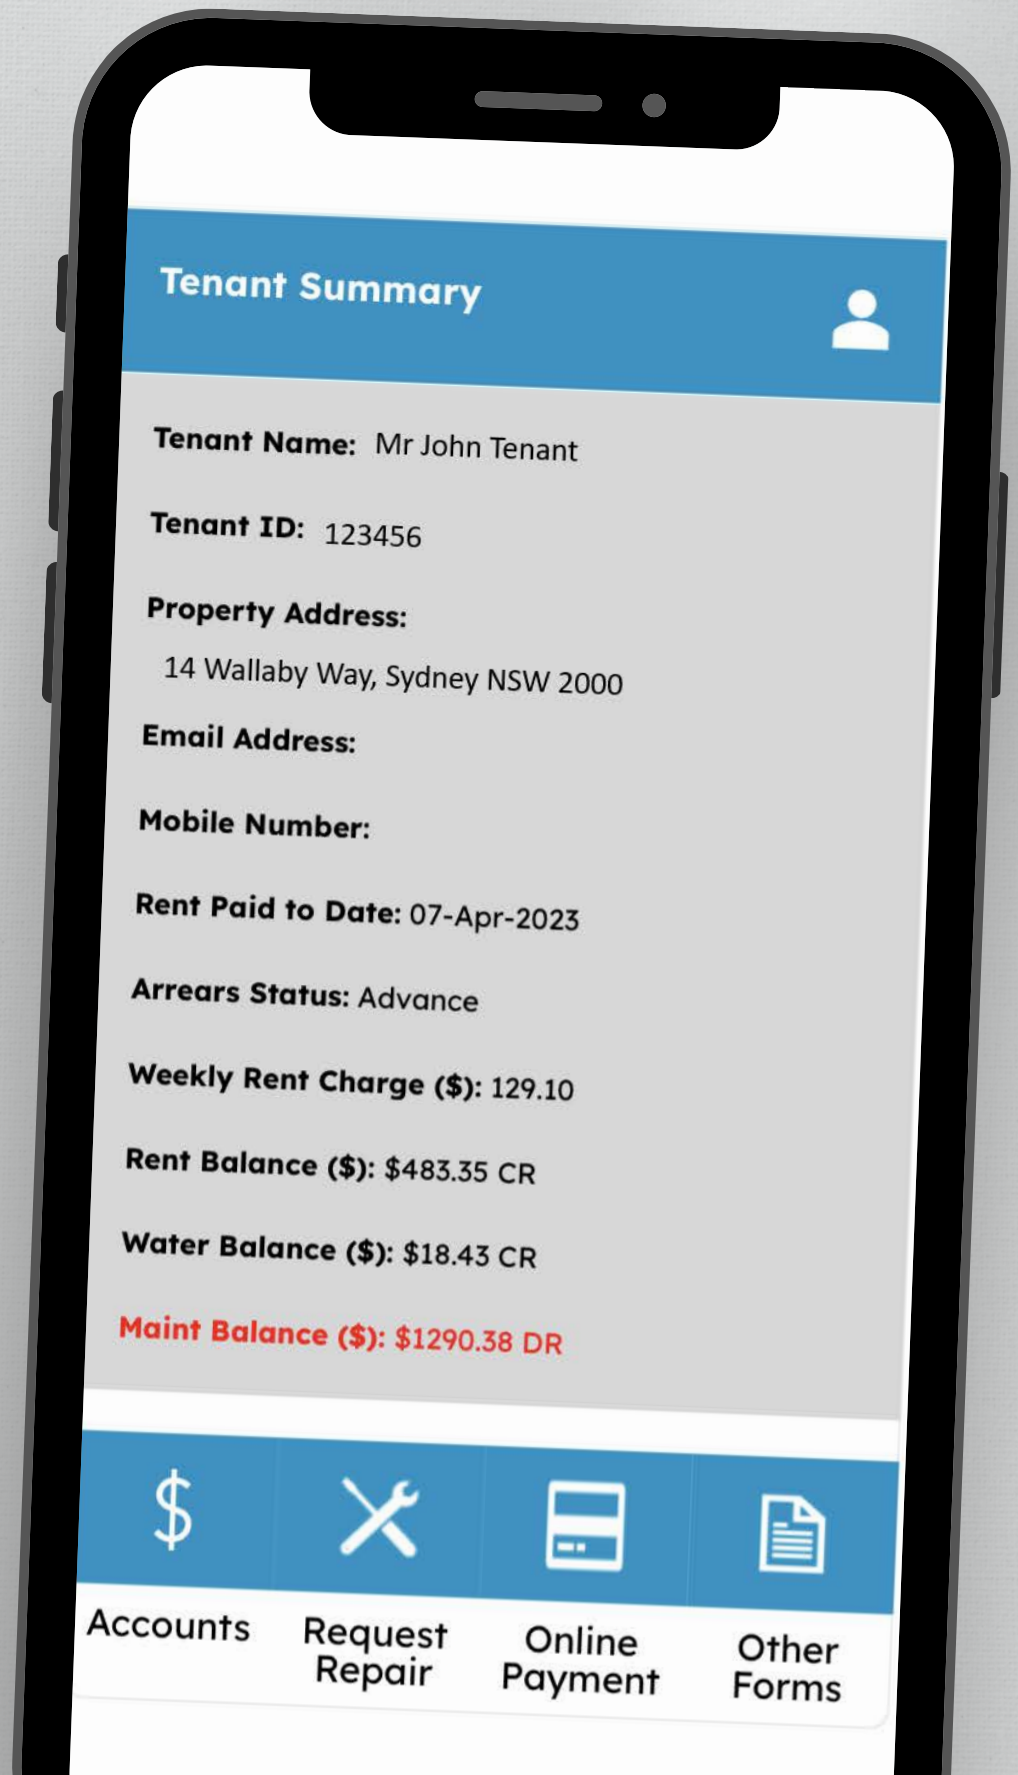 Tenant Summary
Tenant Name: Mr John Tenant
Tenant ID: 123456
Property Address:
14 Wallaby Way, Sydney NSW 2000
Email Address:
Mobile Number:
Rent Paid to Date: 07-Apr-2023
Arrears Status: Advance
Weekly Rent Charge ($): 129.10
Rent Balance ($): $483.35 CR
Water Balance ($): $18.43 CR
Maint Balance ($): $1290.38 DR
$
Accounts
Request
Repair
Online
Payment
Other
Forms